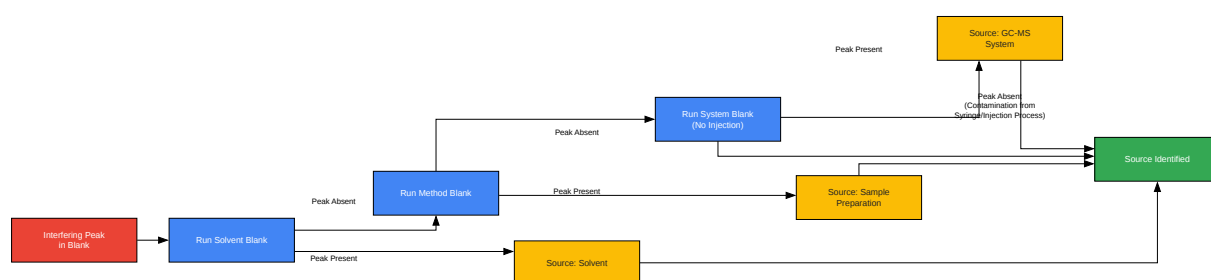 Interfering Peak
in Blank
Run Solvent Blank
Peak Absent
Peak Present
Run Method Blank
Source: Solvent
Peak Absent
Peak Present
Run System Blank
(No Injection)
Source: Sample
Preparation
Peak Present
Source: GC-MS
System
Peak Absent
(Contamination from
Syringe/Injection Process)
Source Identified